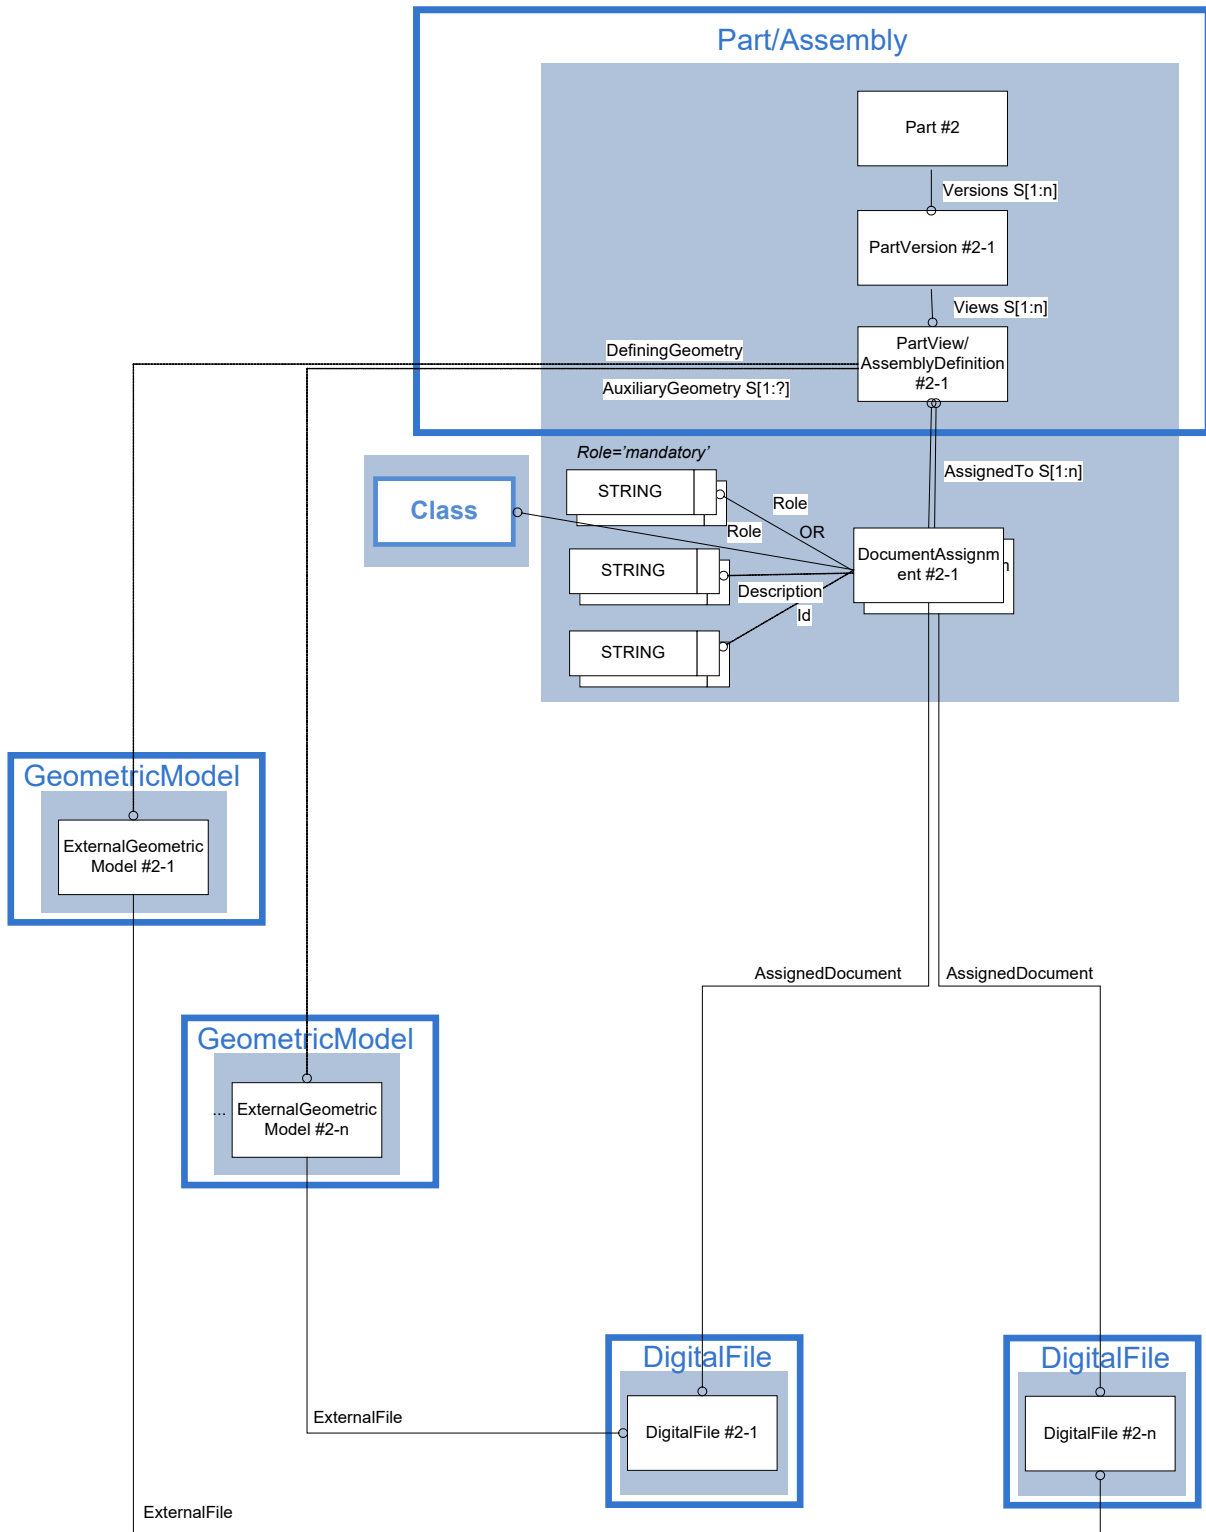 Part/Assembly
Part #2
Versions S[1:n]
PartVersion #2-1
Views S[1:n]
PartView/
AssemblyDefinition
#2-1
DefiningGeometry
AuxiliaryGeometry S[1:?]
Role='mandatory'
AssignedTo S[1:n]
STRING
Class
Role
Role
OR
DocumentAssignm
ent #2-1
n
STRING
Description
Id
STRING
GeometricModel
ExternalGeometric
Model #2-1
AssignedDocument
AssignedDocument
GeometricModel
...
ExternalGeometric
Model #2-n
DigitalFile
DigitalFile
ExternalFile
DigitalFile #2-1
DigitalFile #2-n
ExternalFile